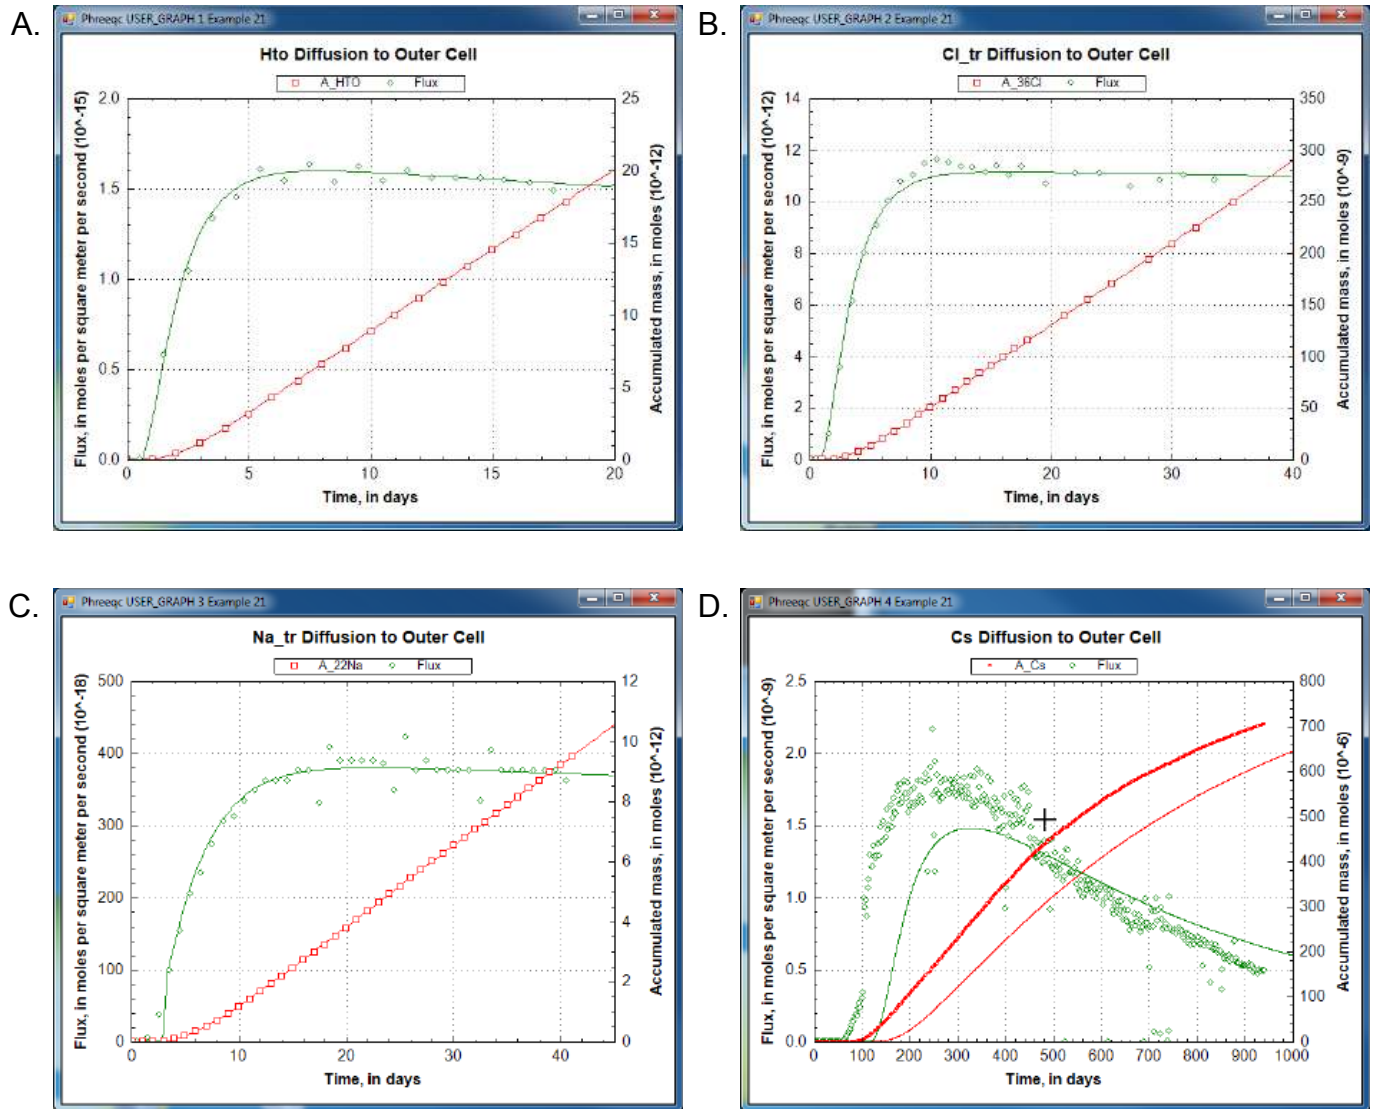 A.
Phreeqc USER_GRAPH 1 Example 21
Hto Diffusion to Outer Cell
A_HTO Flux
Flux, in moles per square meter per second (10^-15)
2.0
1.5
1.0
0.5
0.0
25
20
15
10
5
0
Accumulated mass, in moles (10^-12)
0 5 10 15 20
Time, in days
B.
Phreeqc USER_GRAPH 2 Example 21
Cl_tr Diffusion to Outer Cell
A_36Cl Flux
Flux, in moles per square meter per second (10^-12)
14
12
10
8
6
4
2
0
350
300
250
200
150
100
50
0
Accumulated mass, in moles (10^-9)
0 10 20 30 40
Time, in days
C.
Phreeqc USER_GRAPH 3 Example 21
Na_tr Diffusion to Outer Cell
A_22Na Flux
Flux, in moles per square meter per second (10^-18)
500
400
300
200
100
0
12
10
8
6
4
2
0
Accumulated mass, in moles (10^-12)
0 10 20 30 40
Time, in days
D.
Phreeqc USER_GRAPH 4 Example 21
Cs Diffusion to Outer Cell
A_Cs Flux
Flux, in moles per square meter per second (10^-9)
2.5
2.0
1.5
1.0
0.5
0.0
800
700
600
500
400
300
200
100
0
Accumulated mass, in moles (10^-6)
0 100 200 300 400 500 600 700 800 900 1000
Time, in days